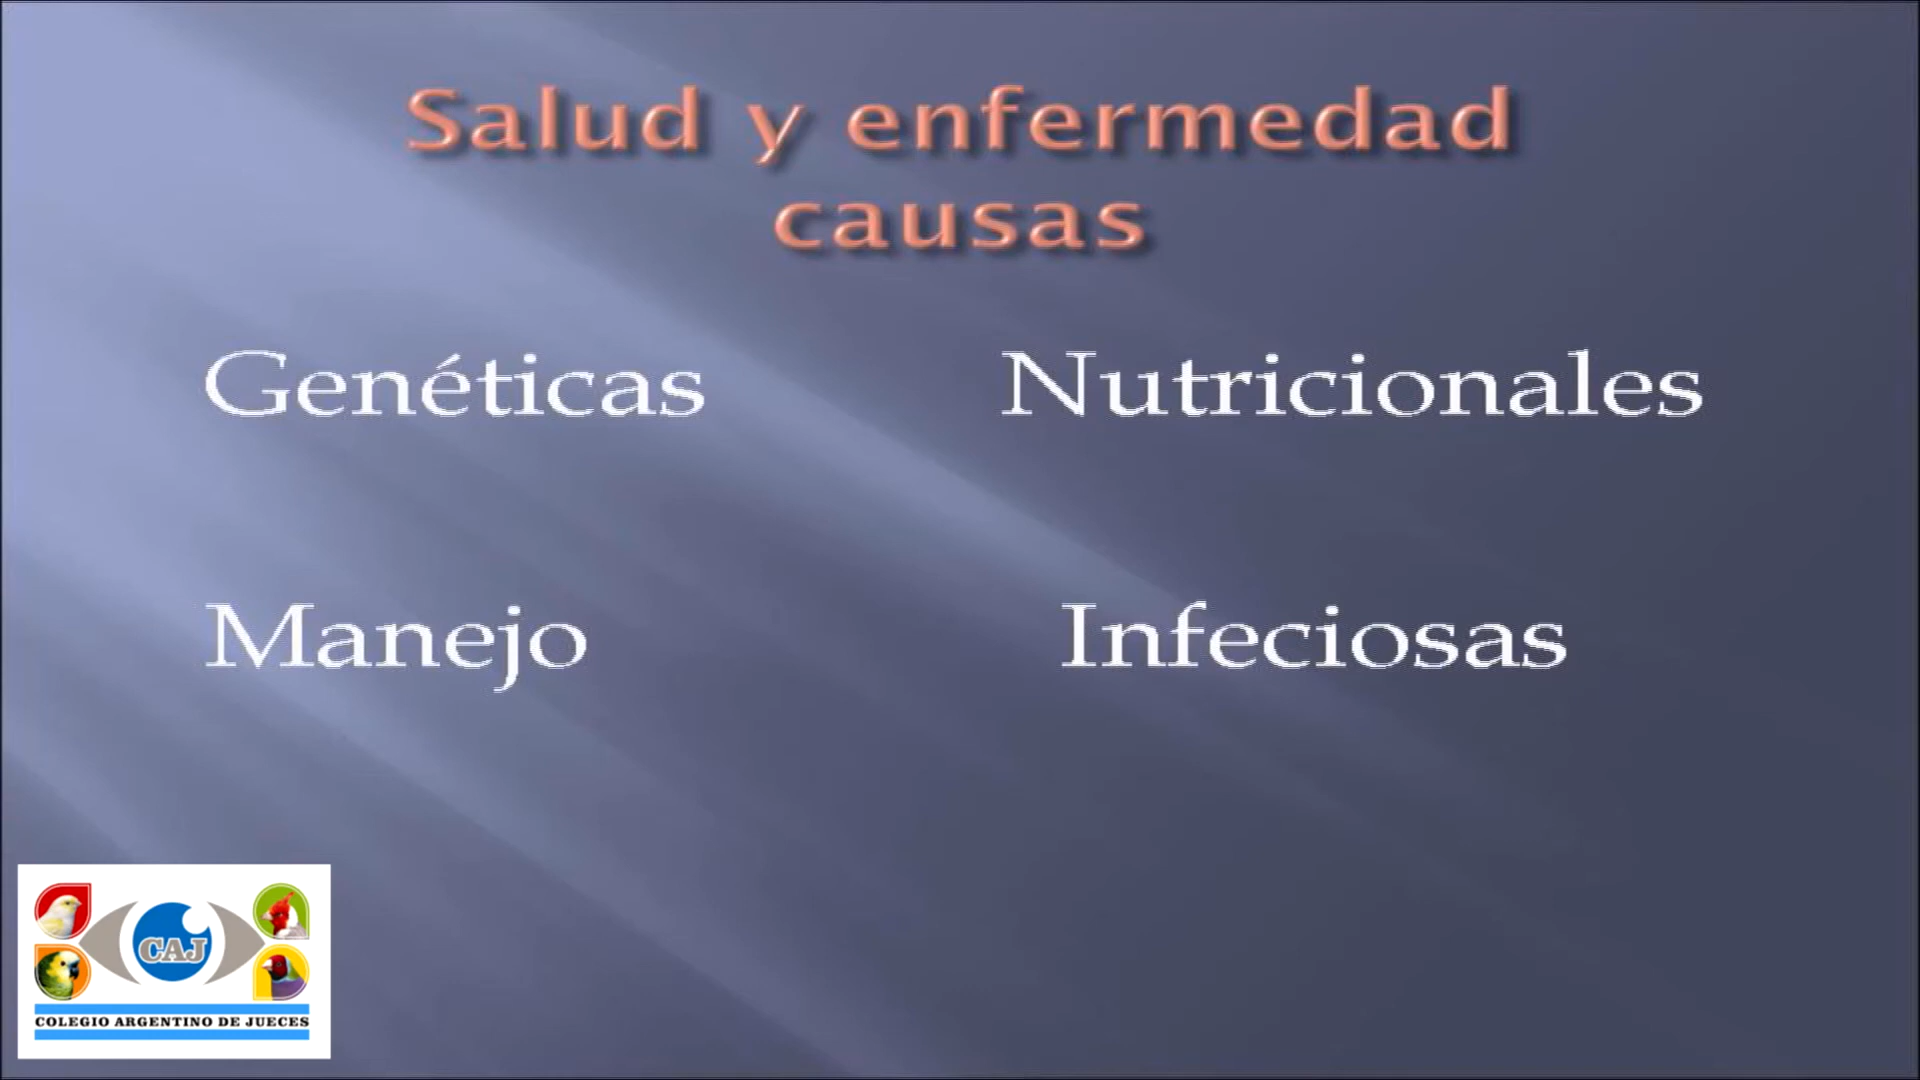 Salud y enfermedad
causas
Genéticas
Nutricionales
Manejo
Infeciosas
CAJ
COLEGIO ARGENTINO DE JUECES